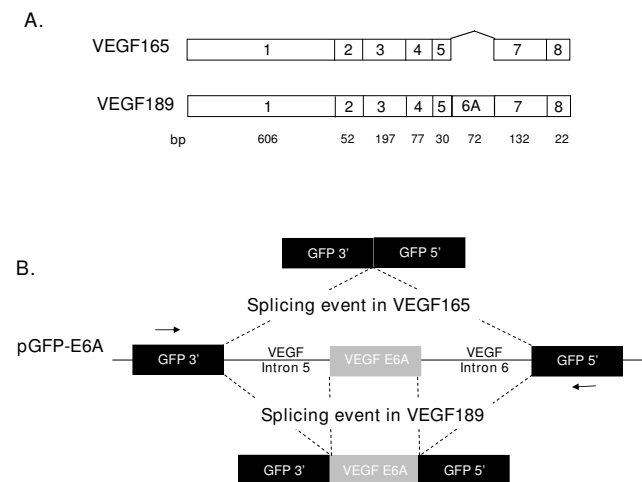 A.
VEGF165 1 2 3 4 5 7 8
VEGF189 1 2 3 4 5 6A 7 8
bp 606 52 197 77 30 72 132 22
B.
GFP 3' GFP 5'
Splicing event in VEGF165
pGFP-E6A
GFP 3' VEGF Intron 5 VEGF E6A VEGF Intron 6 GFP 5'
Splicing event in VEGF189
GFP 3' VEGF E6A GFP 5'